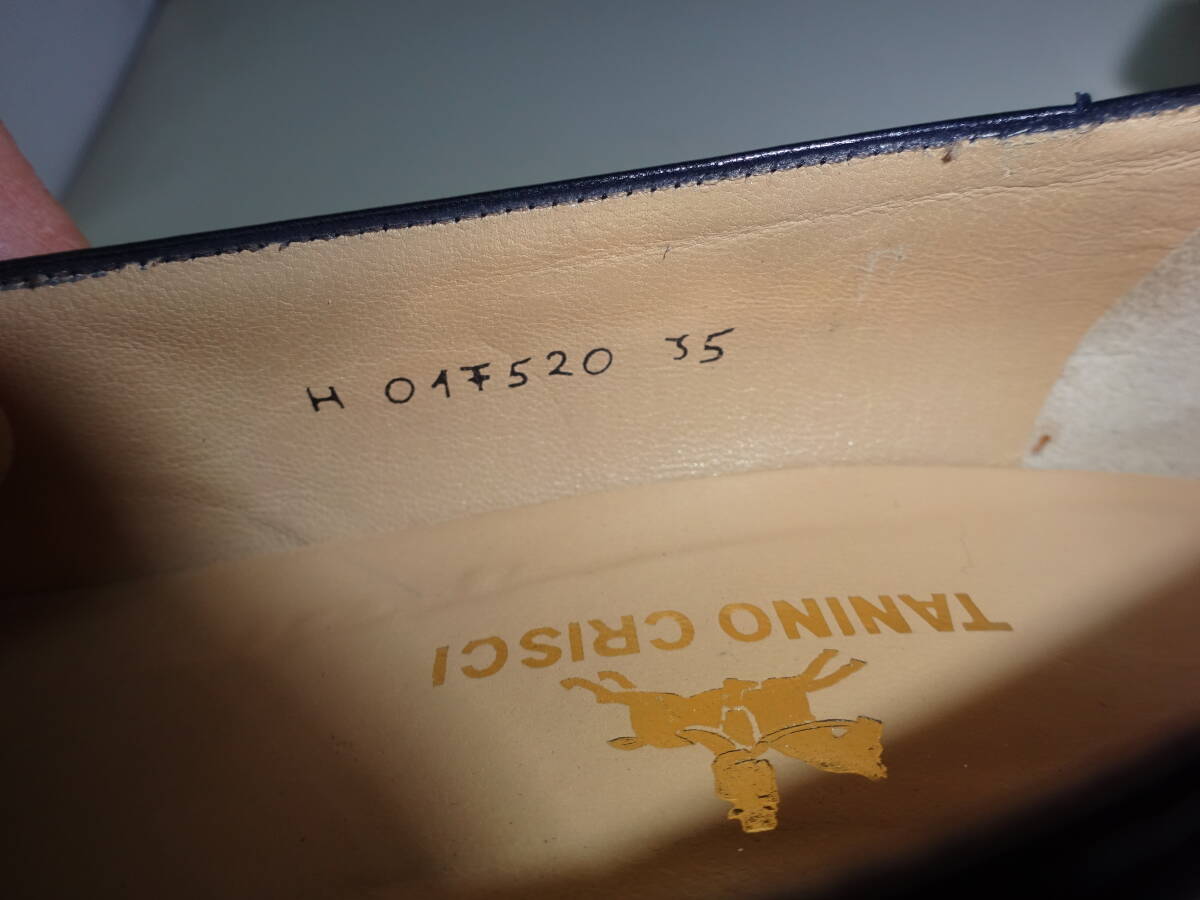 H 017520 35
TANINO CRISCI